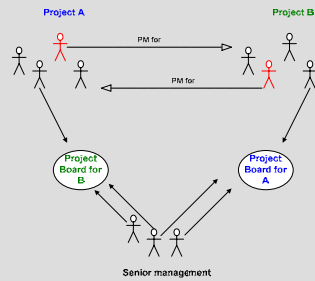 Project A
Project B
PM for
PM for
Project
Board for
B
Project
Board for
A
Senior management